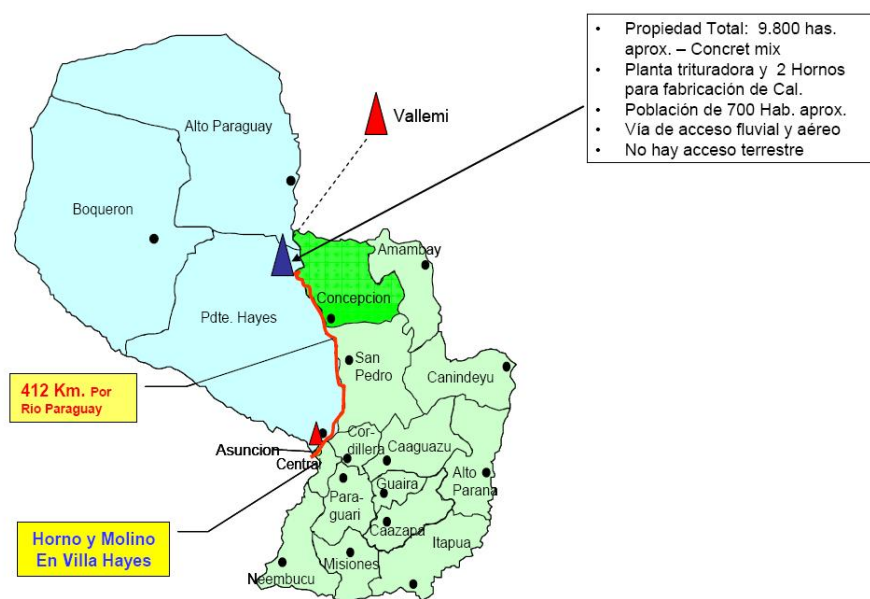 • Propiedad Total: 9.800 has.
aprox. – Concret mix
• Planta trituradora y 2 Hornos
para fabricación de Cal.
• Población de 700 Hab. aprox.
• Vía de acceso fluvial y aéreo
• No hay acceso terrestre
Vallemi
Alto Paraguay
Boqueron
Amambay
Concepcion
Pdte. Hayes
San
Pedro
Canindeyu
412 Km. Por
Rio Paraguay
Asuncion
Central
Cor-
dillera
Caaguazu
Alto
Parana
Guaira
Para-
guari
Caazapa
Itapua
Horno y Molino
En Villa Hayes
Misiones
Neembucu